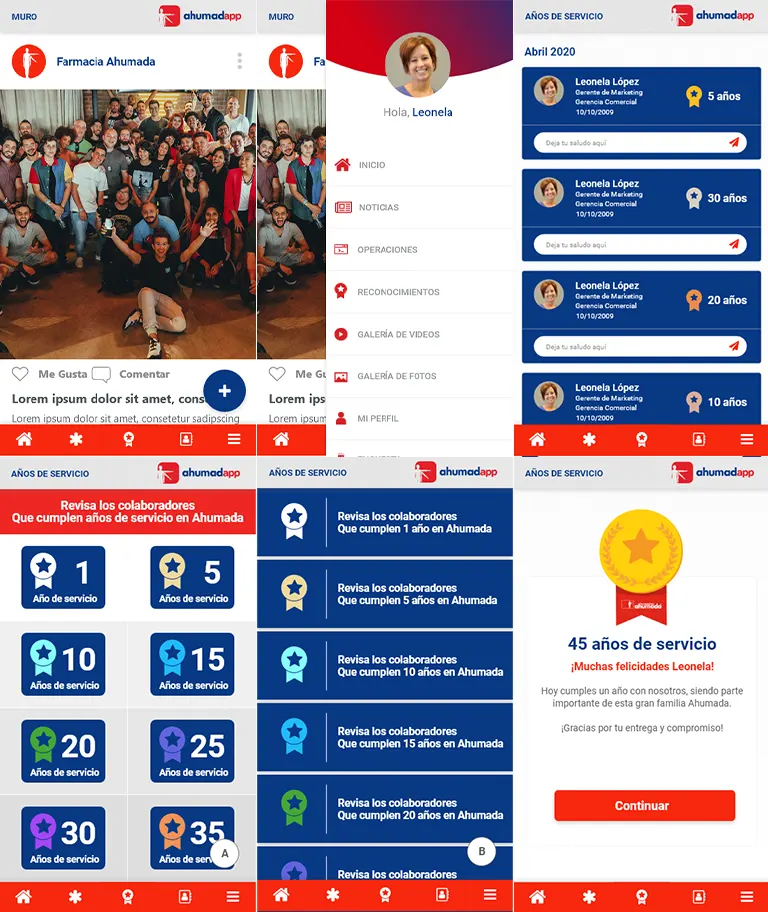 MURO
ahumadapp
Farmacia Ahumada
Me Gusta
Comentar
+
Lorem ipsum dolor sit amet, cons
Lorem ipsum dolor sit amet, consetetur sadipscing
MURO
Fa
Me Gu
Lorem
Lorem ips
Hola, Leonela
INICIO
NOTICIAS
OPERACIONES
RECONOCIMIENTOS
GALERÍA DE VIDEOS
GALERÍA DE FOTOS
MI PERFIL
AÑOS DE SERVICIO
ahumadapp
Abril 2020
Leonela López
Gerente de Marketing
Gerencia Comercial
10/10/2009
5 años
Deja tu saludo aquí
Leonela López
Gerente de Marketing
Gerencia Comercial
10/10/2009
30 años
Deja tu saludo aquí
Leonela López
Gerente de Marketing
Gerencia Comercial
10/10/2009
20 años
Deja tu saludo aquí
Leonela López
Gerente de Marketing
Gerencia Comercial
10/10/2009
10 años
AÑOS DE SERVICIO
ahumadapp
Revisa los colaboradores
Que cumplen años de servicio en Ahumada
1
Año de servicio
5
Años de servicio
10
Años de servicio
15
Años de servicio
20
Años de servicio
25
Años de servicio
30
Años de servicio
35
Años de servic
A
AÑOS DE SERVICIO
ahumadapp
Revisa los colaboradores
Que cumplen 1 año en Ahumada
Revisa los colaboradores
Que cumplen 5 años en Ahumada
Revisa los colaboradores
Que cumplen 10 años en Ahumada
Revisa los colaboradores
Que cumplen 15 años en Ahumada
Revisa los colaboradores
Que cumplen 20 años en Ahumada
Revisa los colaboradores
B
AÑOS DE SERVICIO
ahumadapp
ahumada
45 años de servicio
¡Muchas felicidades Leonela!
Hoy cumples un año con nosotros, siendo parte
importante de esta gran familia Ahumada.
¡Gracias por tu entrega y compromiso!
Continuar